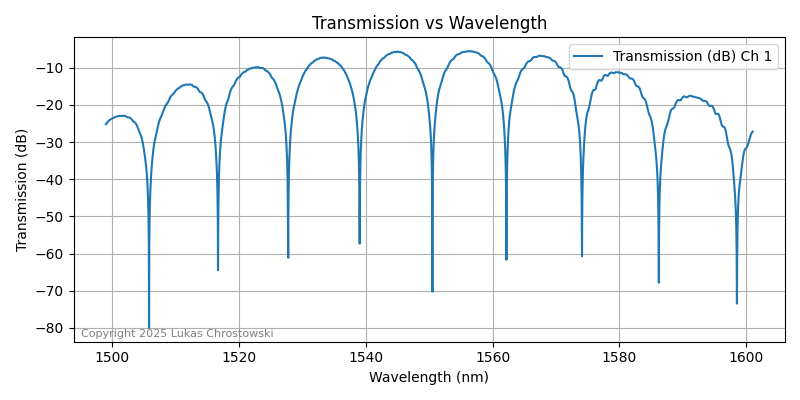 Transmission vs Wavelength
Transmission (dB) Ch 1
Transmission (dB)
−10
−20
−30
−40
−50
−60
−70
−80
Copyright 2025 Lukas Chrostowski
1500 1520 1540 1560 1580 1600
Wavelength (nm)